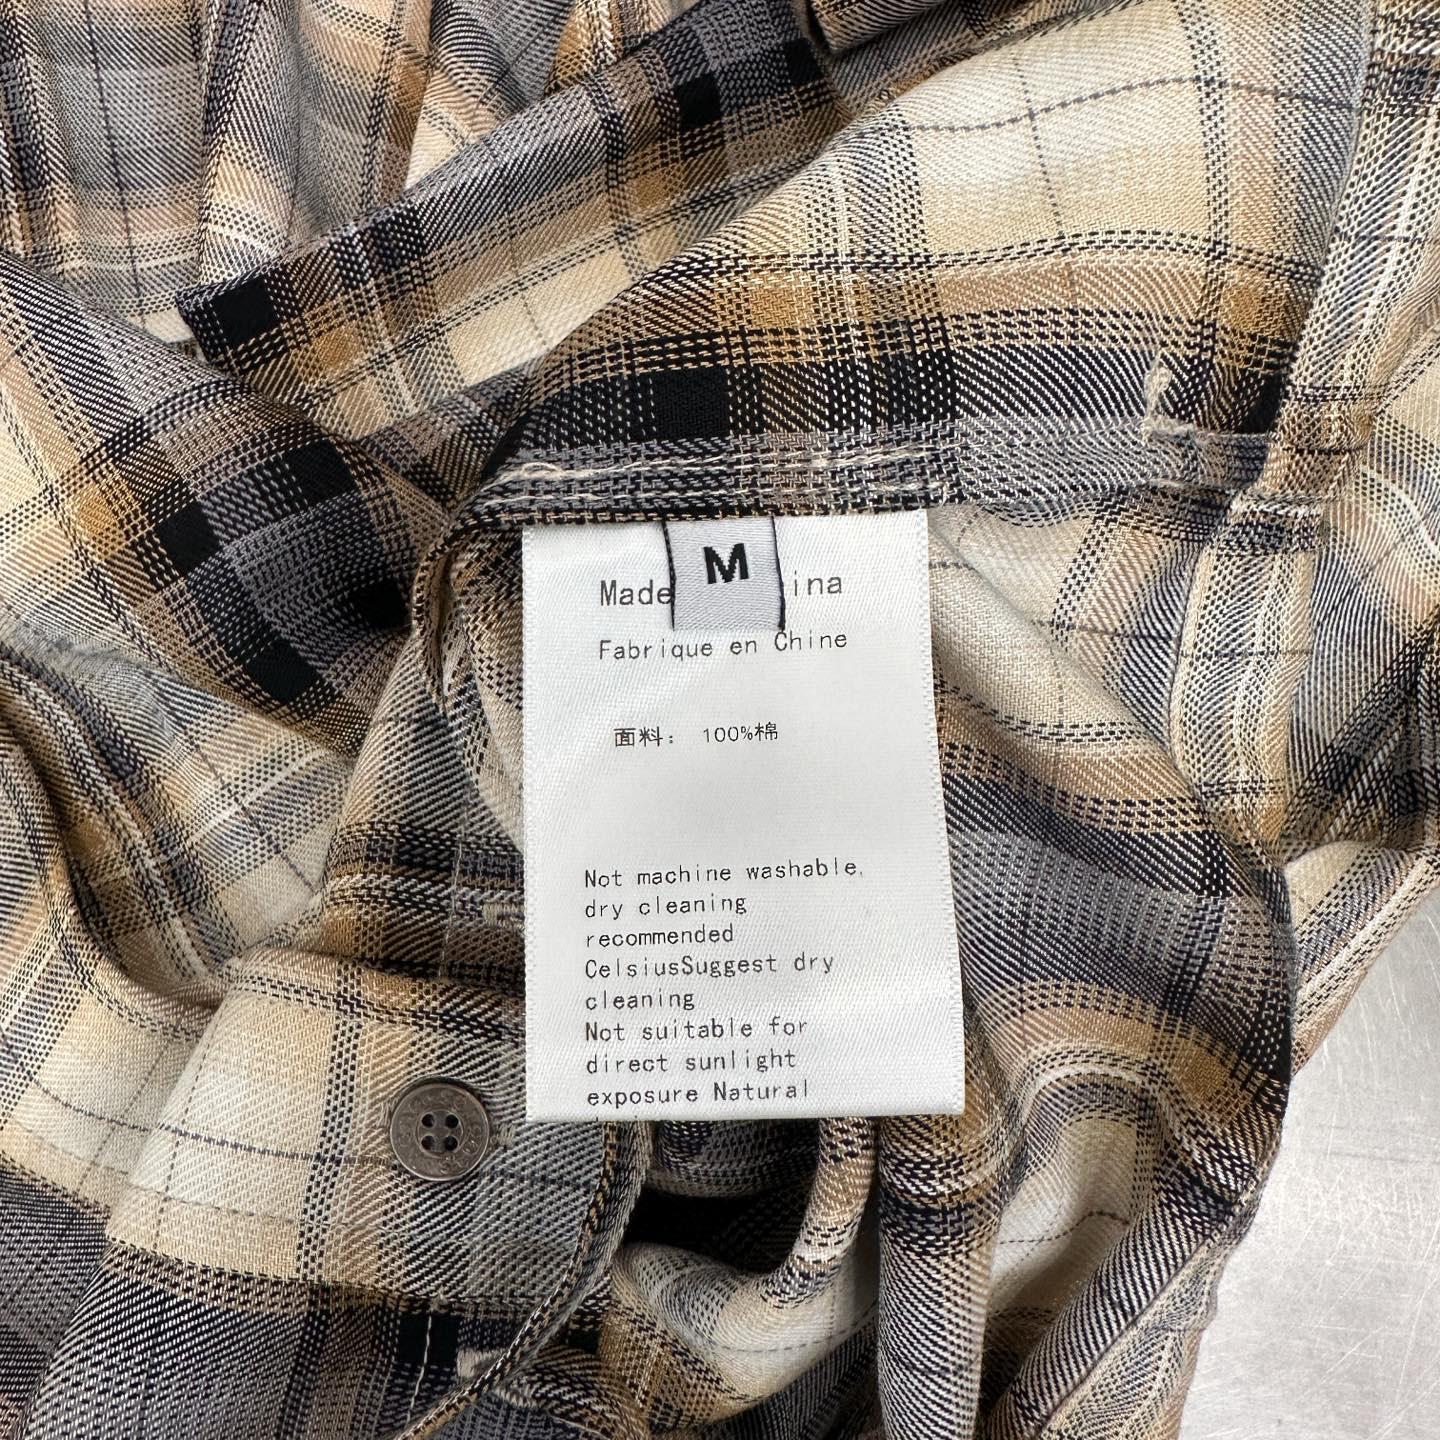 M
Made ina
Fabrique en Chine
面料: 100%棉
Not machine washable,
dry cleaning
recommended
CelsiusSuggest dry
cleaning
Not suitable for
direct sunlight
exposure Natural